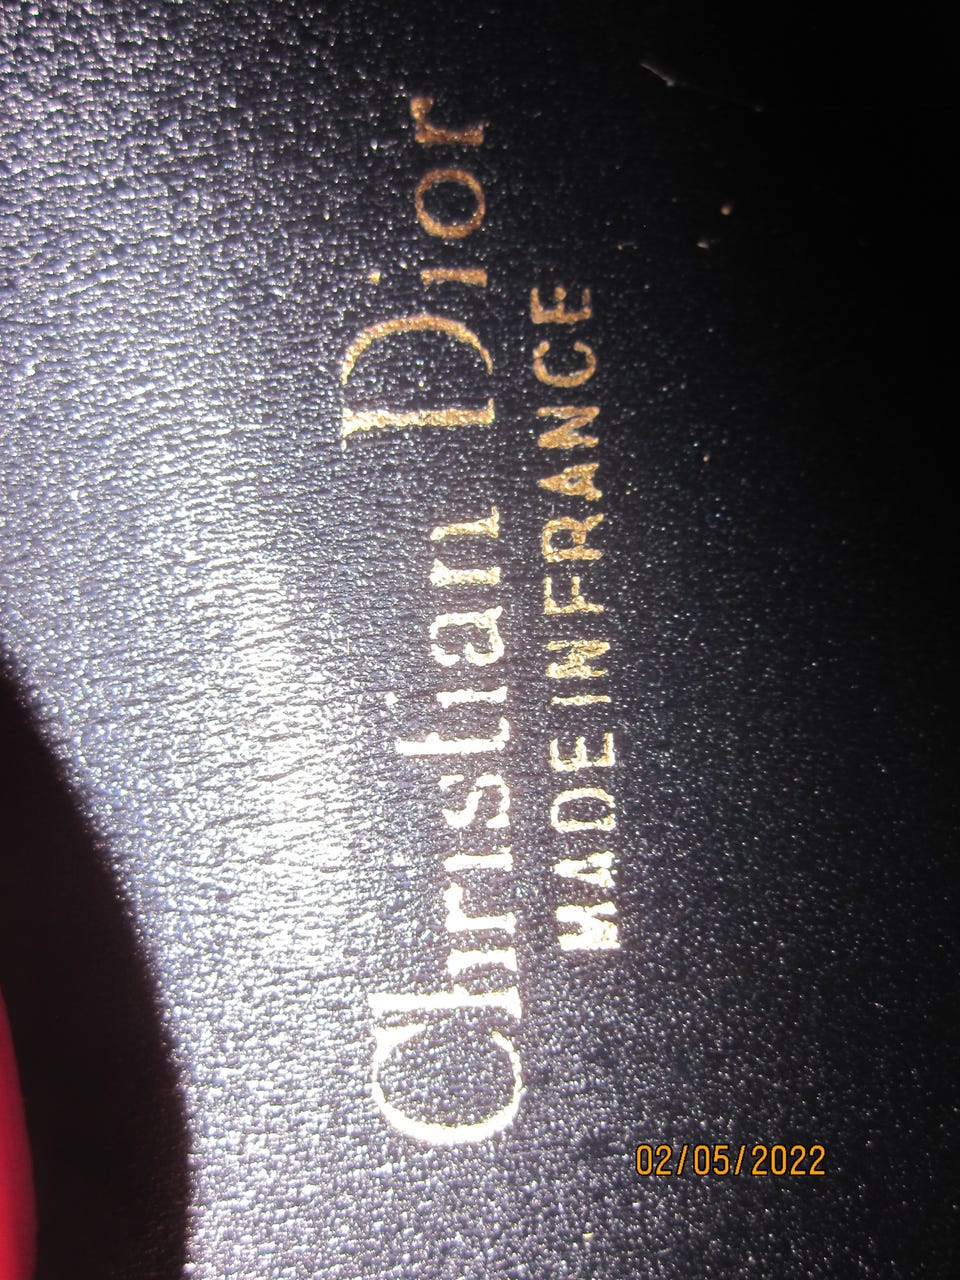 Christian Dior
MADE IN FRANCE
02/05/2022